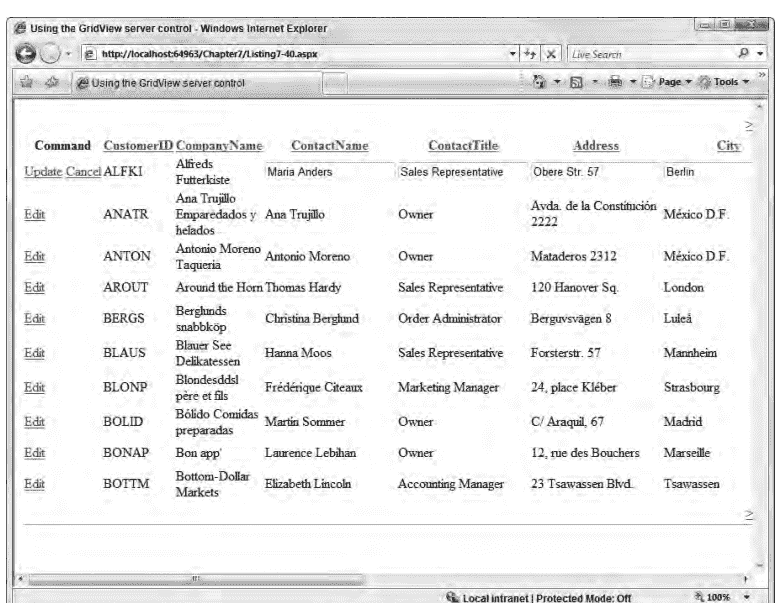 Using the GridView server control - Windows Internet Explorer
http://localhost:64963/Chapter7/Listing7-40.aspx
Live Search
Using the GridView server control
Page Tools
>
Command CustomerID CompanyName ContactName ContactTitle Address City
Update Cancel ALFKI Alfreds Futterkiste Maria Anders Sales Representative Obere Str. 57 Berlin
Edit ANATR Ana Trujillo Emparedados y helados Ana Trujillo Owner Avda. de la Constitución 2222 México D.F.
Edit ANTON Antonio Moreno Taqueria Antonio Moreno Owner Mataderos 2312 México D.F.
Edit AROUT Around the Horn Thomas Hardy Sales Representative 120 Hanover Sq. London
Edit BERGS Berglunds snabbköp Christina Berglund Order Administrator Berguvsvägen 8 Luleå
Edit BLAUS Blauer See Delikatessen Hanna Moos Sales Representative Forsterstr. 57 Mannheim
Edit BLONP Blondesddsl père et fils Frédérique Citeaux Marketing Manager 24, place Kléber Strasbourg
Edit BOLID Bólido Comidas preparadas Martín Sommer Owner C/ Araquil, 67 Madrid
Edit BONAP Bon app' Laurence Lebihan Owner 12, rue des Bouchers Marseille
Edit BOTTM Bottom-Dollar Markets Elizabeth Lincoln Accounting Manager 23 Tsawassen Blvd. Tsawassen
>
Local intranet | Protected Mode: Off 100%